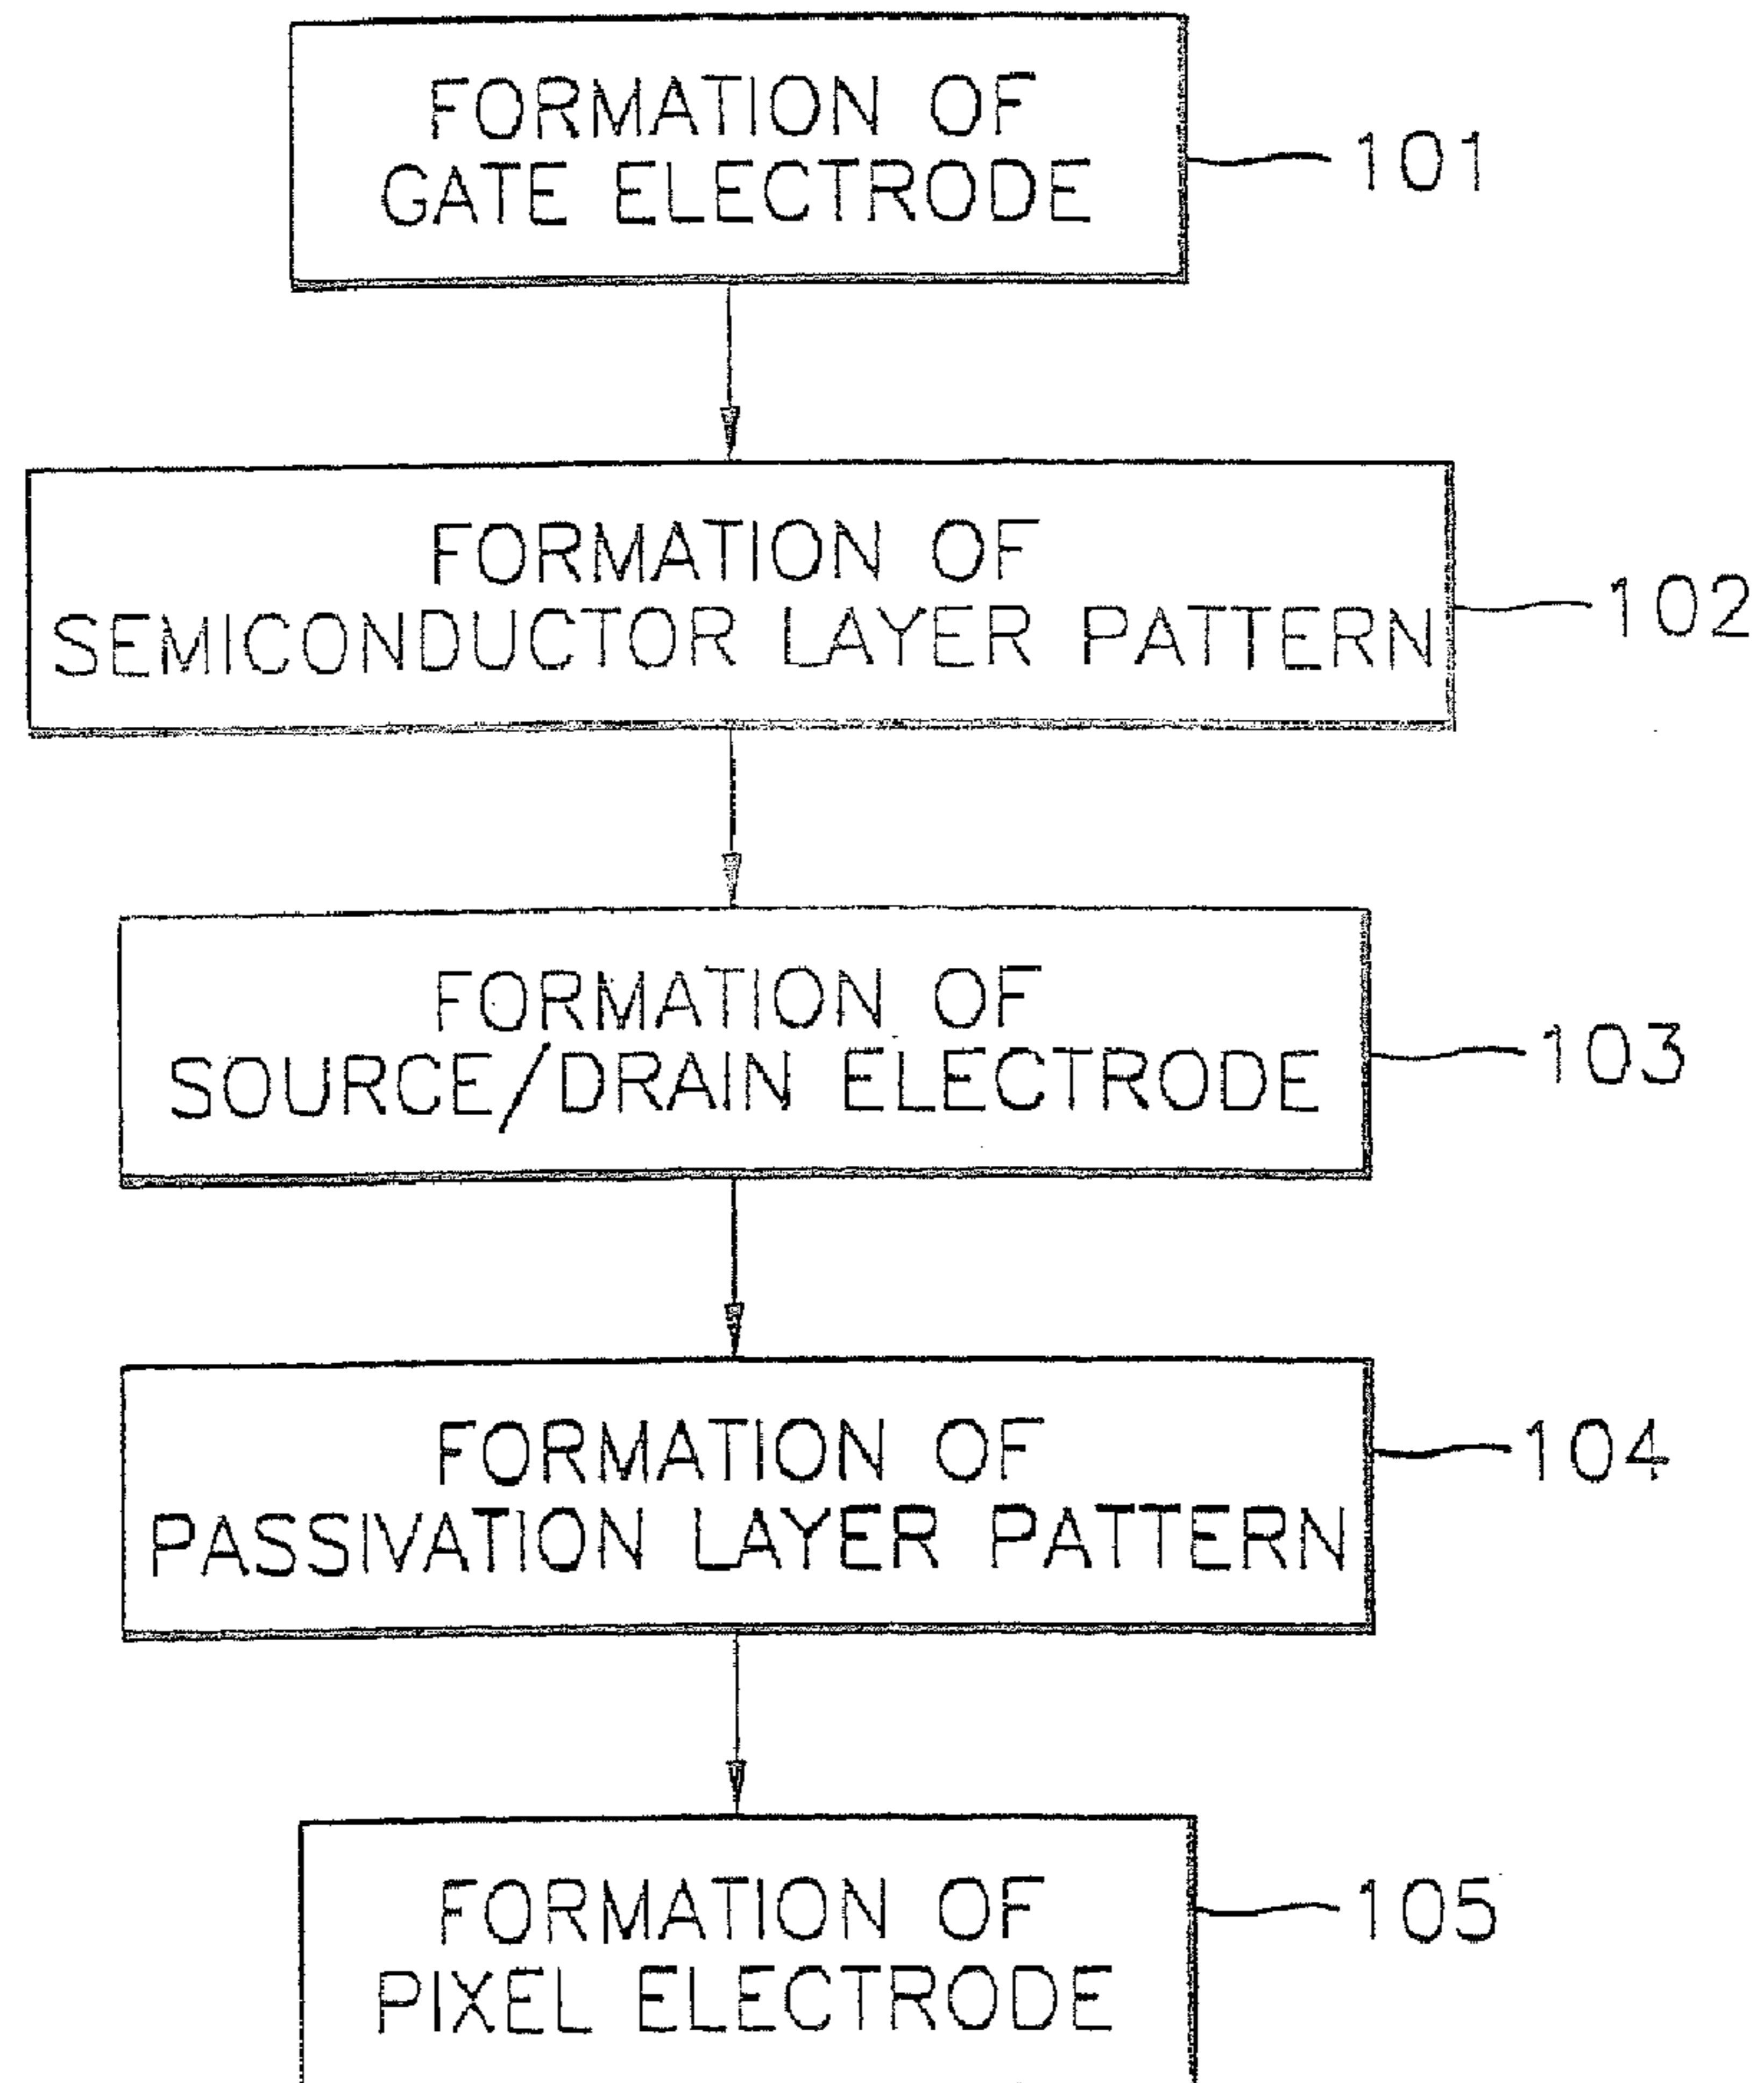 FORMATION OF
GATE ELECTRODE
101
FORMATION OF
SEMICONDUCTOR LAYER PATTERN
102
FORMATION OF
SOURCE/DRAIN ELECTRODE
103
FORMATION OF
PASSIVATION LAYER PATTERN
104
FORMATION OF
PIXEL ELECTRODE
105